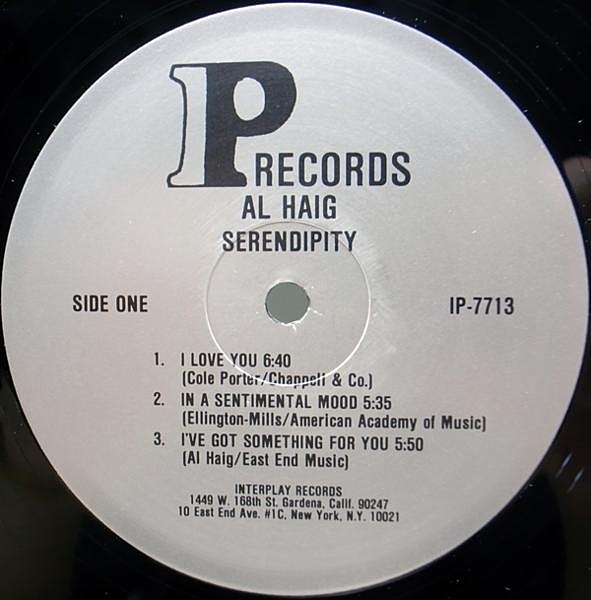 IP RECORDS
AL HAIG
SERENDIPITY
SIDE ONE
IP-7713
1. I LOVE YOU 6:40
(Cole Porter/Chappell & Co.)
2. IN A SENTIMENTAL MOOD 5:35
(Ellington-Mills/American Academy of Music)
3. I'VE GOT SOMETHING FOR YOU 5:50
(Al Haig/East End Music)
INTERPLAY RECORDS
1449 W. 168th St. Gardena, Calif. 90247
10 East End Ave. #1C, New York, N.Y. 10021